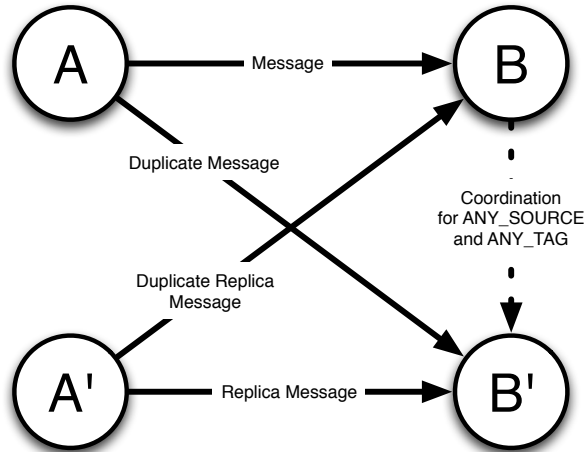 A
Message
B
Duplicate Message
Coordination
for ANY_SOURCE
and ANY_TAG
Duplicate Replica
Message
A'
Replica Message
B'